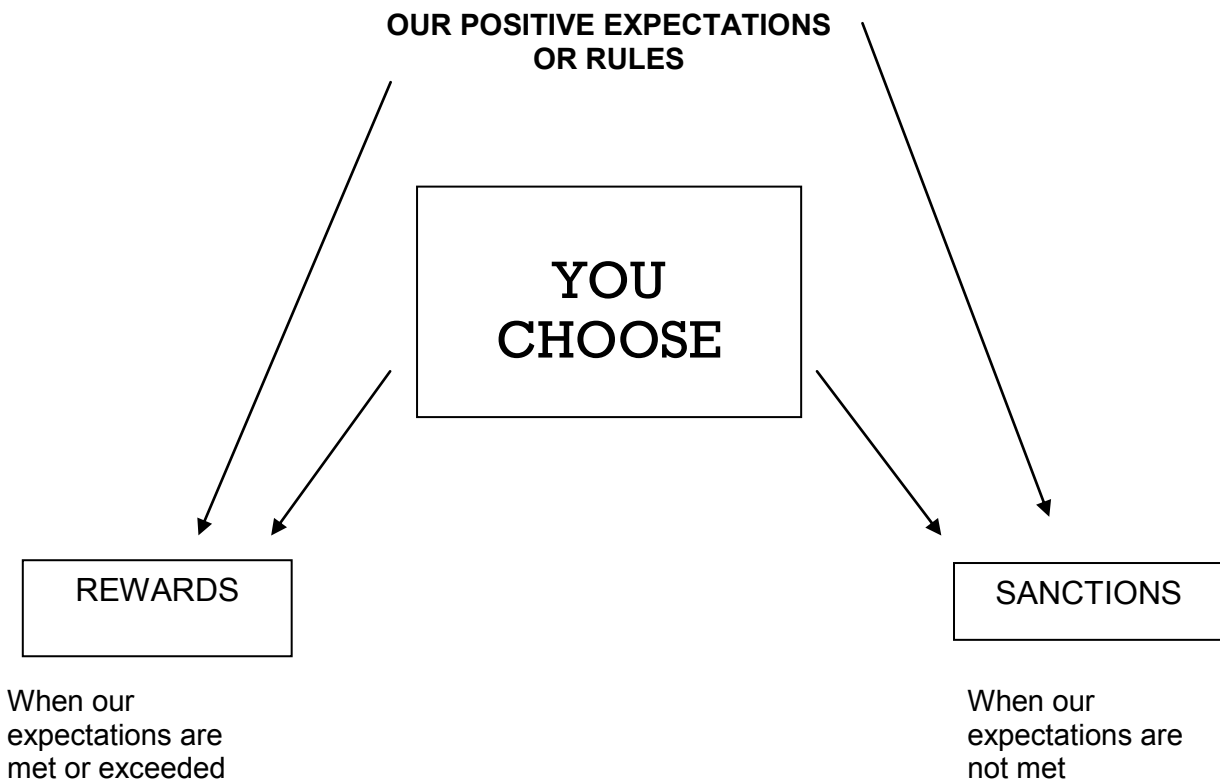 OUR POSITIVE EXPECTATIONS
OR RULES
YOU
CHOOSE
REWARDS
SANCTIONS
When our
expectations are
met or exceeded
When our
expectations are
not met